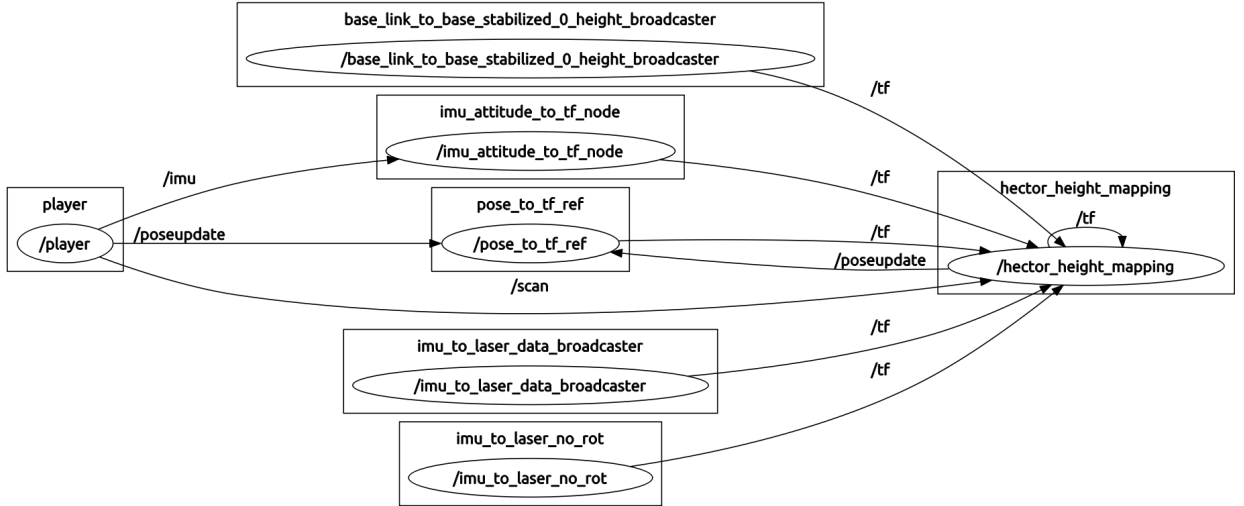 base_link_to_base_stabilized_0_height_broadcaster
/base_link_to_base_stabilized_0_height_broadcaster
/tf
imu_attitude_to_tf_node
/imu_attitude_to_tf_node
/imu
/tf
player
/player
/poseupdate
pose_to_tf_ref
/pose_to_tf_ref
/tf
/poseupdate
hector_height_mapping
/tf
/hector_height_mapping
/scan
imu_to_laser_data_broadcaster
/imu_to_laser_data_broadcaster
/tf
/tf
imu_to_laser_no_rot
/imu_to_laser_no_rot